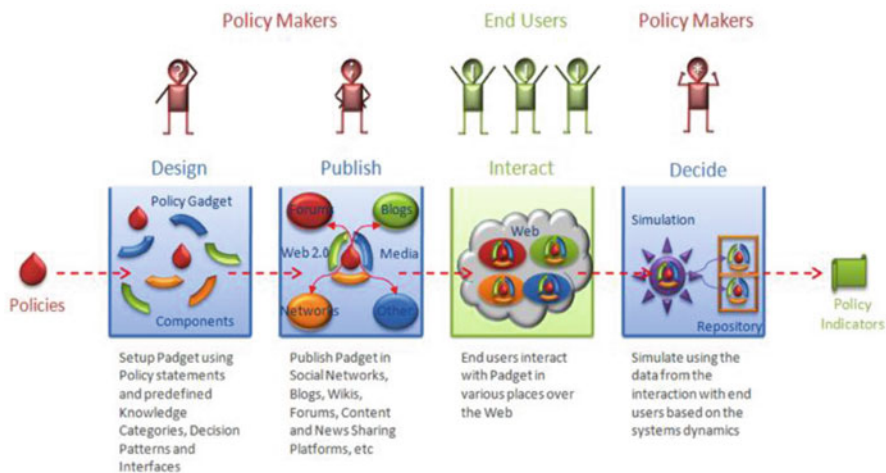 Policy Makers
End Users
Policy Makers
Design
Publish
Interact
Decide
Policy Gadget
Components
Forums
Blogs
Web 2.0
Media
Networks
Other
Web
Simulation
Repository
Policies
Policy
Indicators
Setup Padget using
Policy statements
and predefined
Knowledge
Categories, Decision
Patterns and
Interfaces
Publish Padget in
Social Networks,
Blogs, Wikis,
Forums, Content
and News Sharing
Platforms, etc
End users interact
with Padget in
various places over
the Web
Simulate using the
data from the
interaction with end
users based on the
systems dynamics